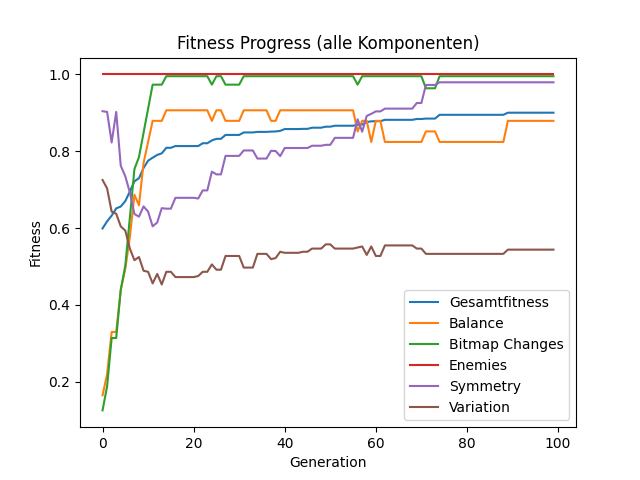 Fitness Progress (alle Komponenten)
1.0
0.8
0.6
0.4
0.2
Fitness
0
20
40
60
80
100
Generation
Gesamtfitness
Balance
Bitmap Changes
Enemies
Symmetry
Variation